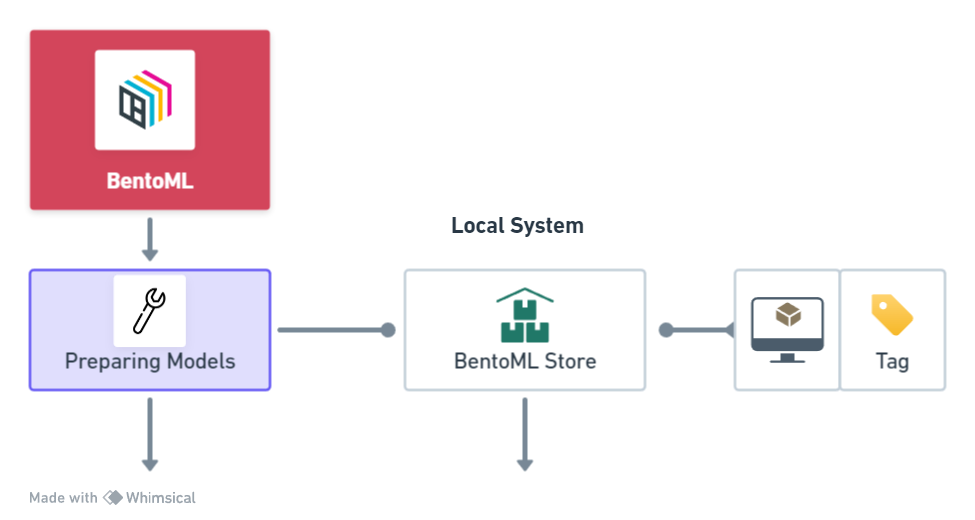 BentoML
Local System
Preparing Models
BentoML Store
Tag
Made with Whimsical